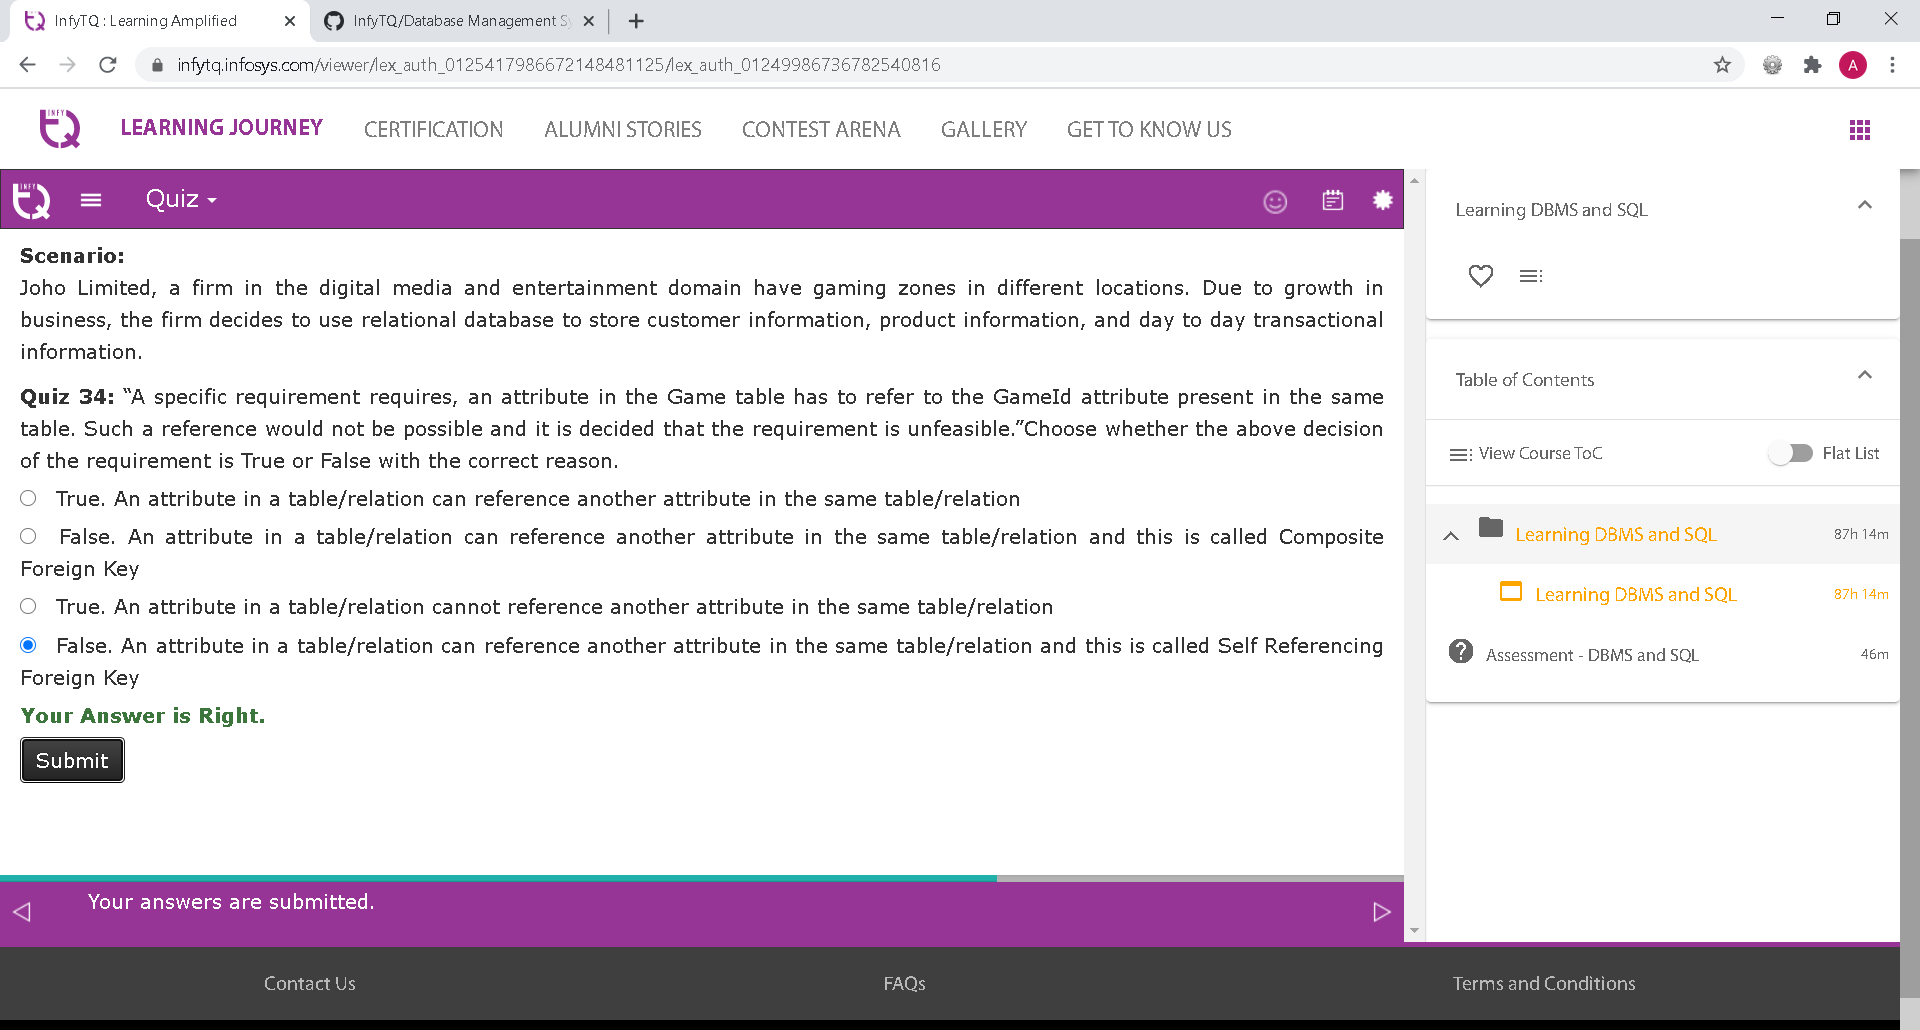 InfyTQ : Learning Amplified
InfyTQ/Database Management Sy
infytq.infosys.com/viewer/lex_auth_0125417986672148481125/lex_auth_01249986736782540816
A
INFY
LEARNING JOURNEY
CERTIFICATION
ALUMNI STORIES
CONTEST ARENA
GALLERY
GET TO KNOW US
INFY
Quiz
Scenario:
Joho Limited, a firm in the digital media and entertainment domain have gaming zones in different locations. Due to growth in
business, the firm decides to use relational database to store customer information, product information, and day to day transactional
information.
Quiz 34: “A specific requirement requires, an attribute in the Game table has to refer to the GameId attribute present in the same
table. Such a reference would not be possible and it is decided that the requirement is unfeasible.”Choose whether the above decision
of the requirement is True or False with the correct reason.
True. An attribute in a table/relation can reference another attribute in the same table/relation
False. An attribute in a table/relation can reference another attribute in the same table/relation and this is called Composite
Foreign Key
True. An attribute in a table/relation cannot reference another attribute in the same table/relation
False. An attribute in a table/relation can reference another attribute in the same table/relation and this is called Self Referencing
Foreign Key
Your Answer is Right.
Submit
Your answers are submitted.
Learning DBMS and SQL
Table of Contents
View Course ToC
Flat List
Learning DBMS and SQL
87h 14m
Learning DBMS and SQL
87h 14m
Assessment - DBMS and SQL
46m
Contact Us
FAQs
Terms and Conditions